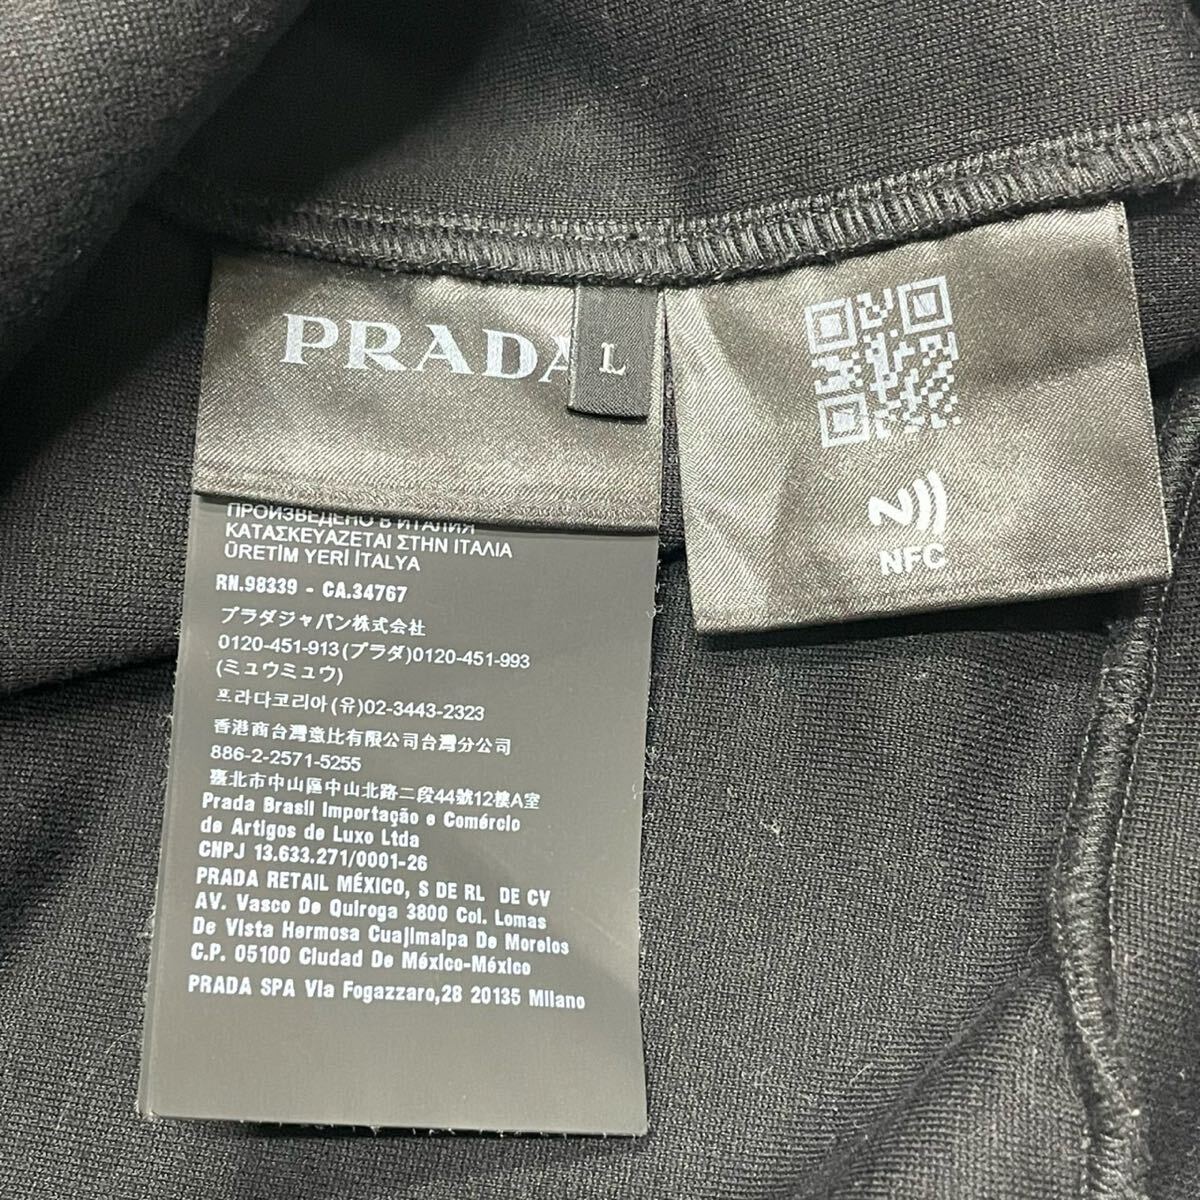 PRADA
L
NFC
ПРОИЗВЕДЕНО В ИТАЛИЯ
ΚΑΤΑΣΚΕΥΑΖΕΤΑΙ ΣΤΗΝ ΙΤΑΛΙΑ
ÜRETİM YERİ İTALYA
RN.98339 - CA.34767
プラダジャパン株式会社
0120-451-913(プラダ)0120-451-993
(ミュウミュウ)
프라다코리아(유)02-3443-2323
香港商台灣意比有限公司台灣分公司
886-2-2571-5255
臺北市中山區中山北路二段44號12樓A室
Prada Brasil Importação e Comércio
de Artigos de Luxo Ltda
CNPJ 13.633.271/0001-26
PRADA RETAIL MÉXICO, S DE RL DE CV
AV. Vasco De Quiroga 3800 Col. Lomas
De Vista Hermosa Cuajimalpa De Morelos
C.P. 05100 Ciudad De México-México
PRADA SPA Via Fogazzaro,28 20135 Milano